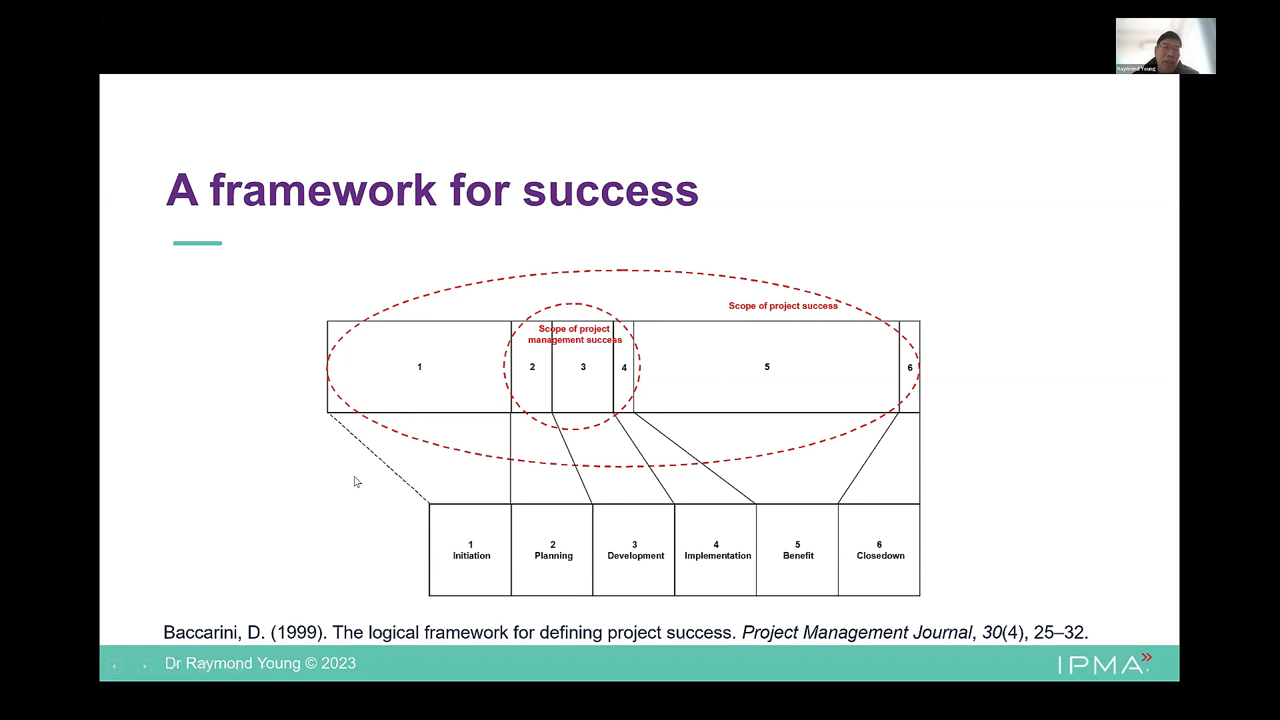 Raymond Young
A framework for success
Scope of project success
Scope of project
management success
1
2
3
4
5
6
1
Initiation
2
Planning
3
Development
4
Implementation
5
Benefit
6
Closedown
Baccarini, D. (1999). The logical framework for defining project success. Project Management Journal, 30(4), 25–32.
Dr Raymond Young © 2023
IPMA